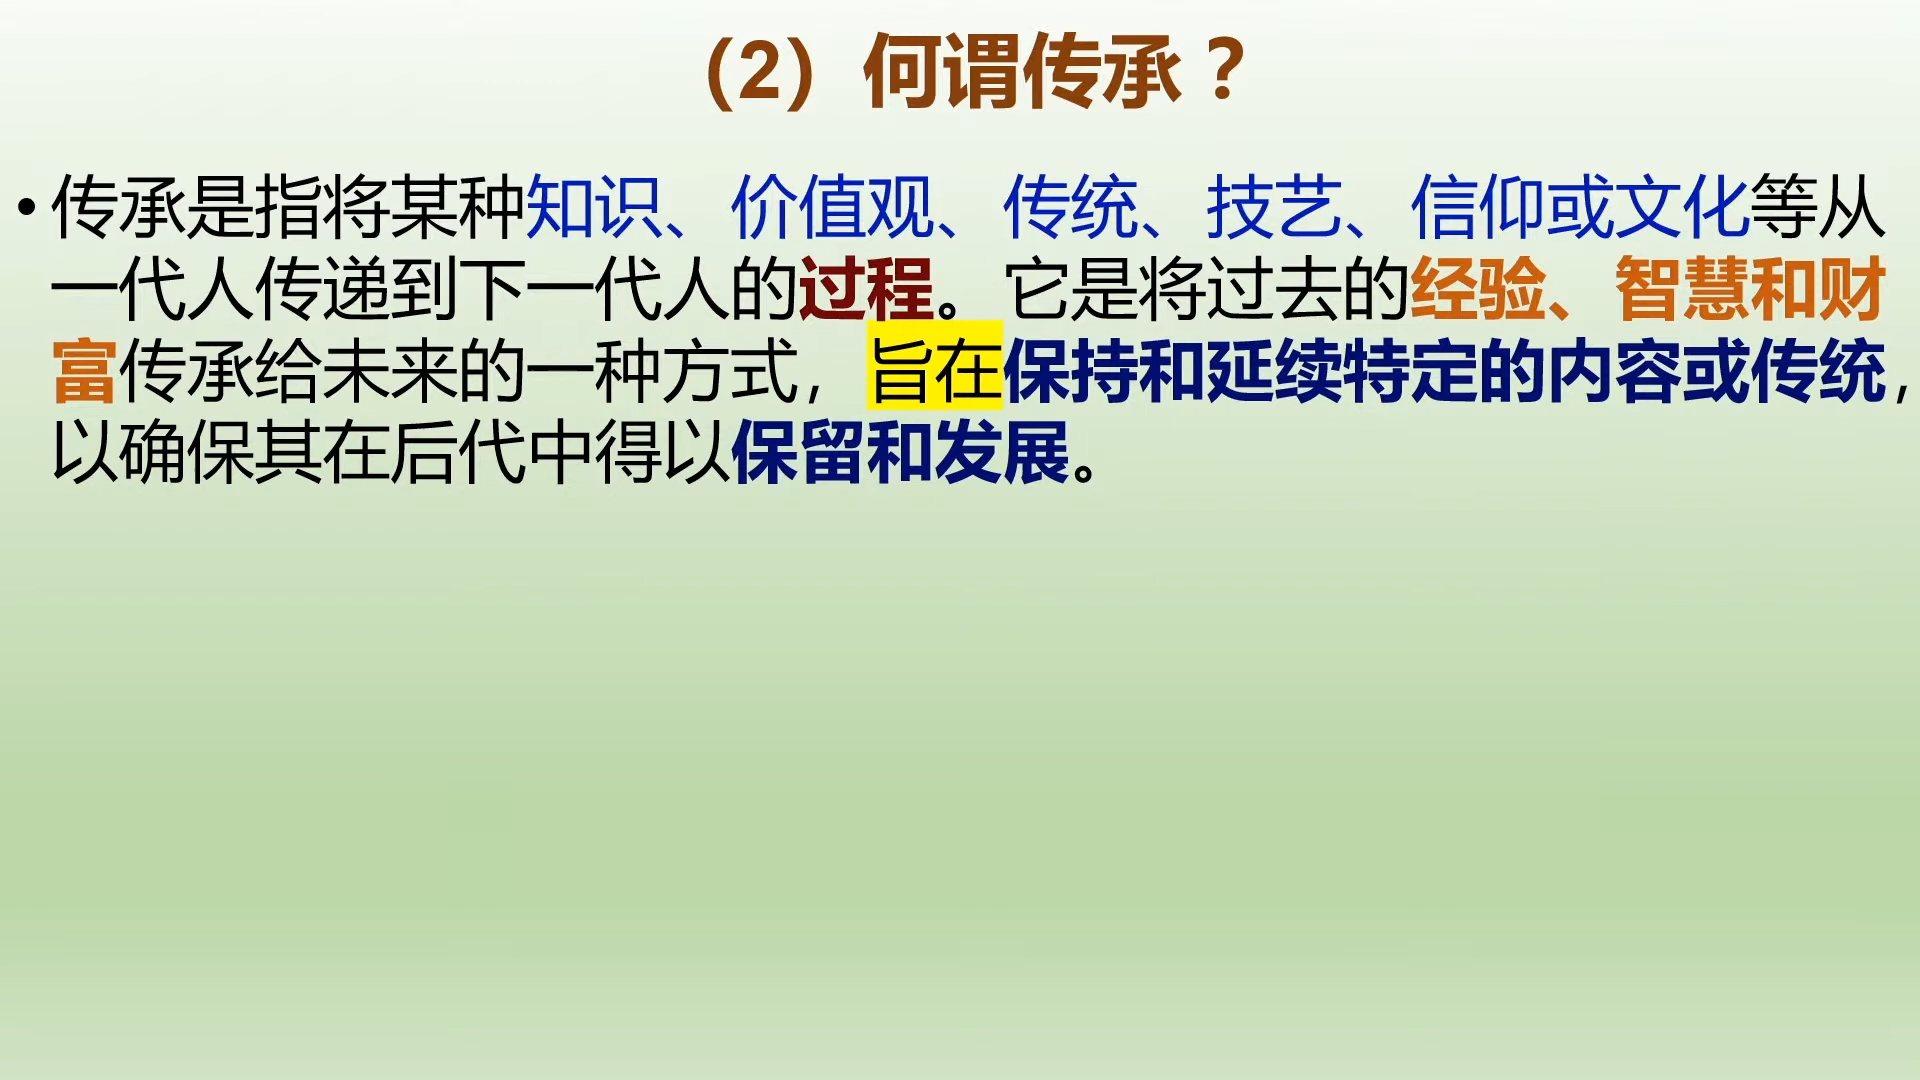 （2）何谓传承？
• 传承是指将某种知识、价值观、传统、技艺、信仰或文化等从
一代人传递到下一代人的过程。它是将过去的经验、智慧和财
富传承给未来的一种方式，旨在保持和延续特定的内容或传统，
以确保其在后代中得以保留和发展。